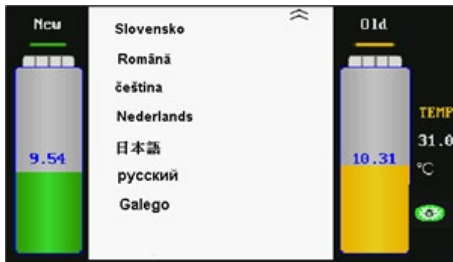 New
9.54
Slovensko
Română
čeština
Nederlands
日本語
русский
Galego
Old
10.31
TEMP
31.0
℃